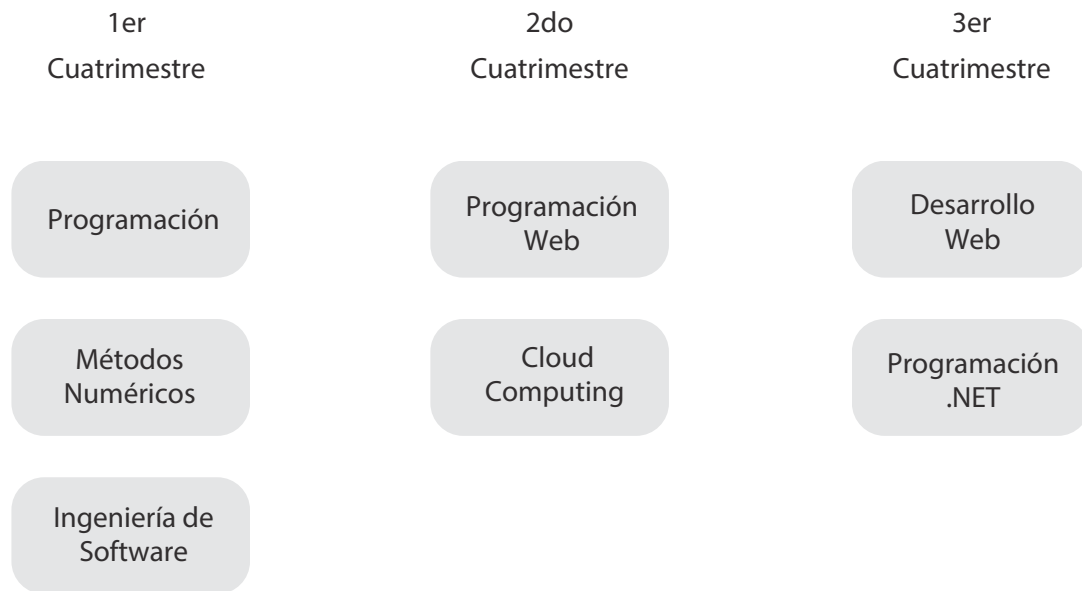 1er
Cuatrimestre
2do
Cuatrimestre
3er
Cuatrimestre
Programación
Programación
Web
Desarrollo
Web
Métodos
Numéricos
Cloud
Computing
Programación
.NET
Ingeniería de
Software